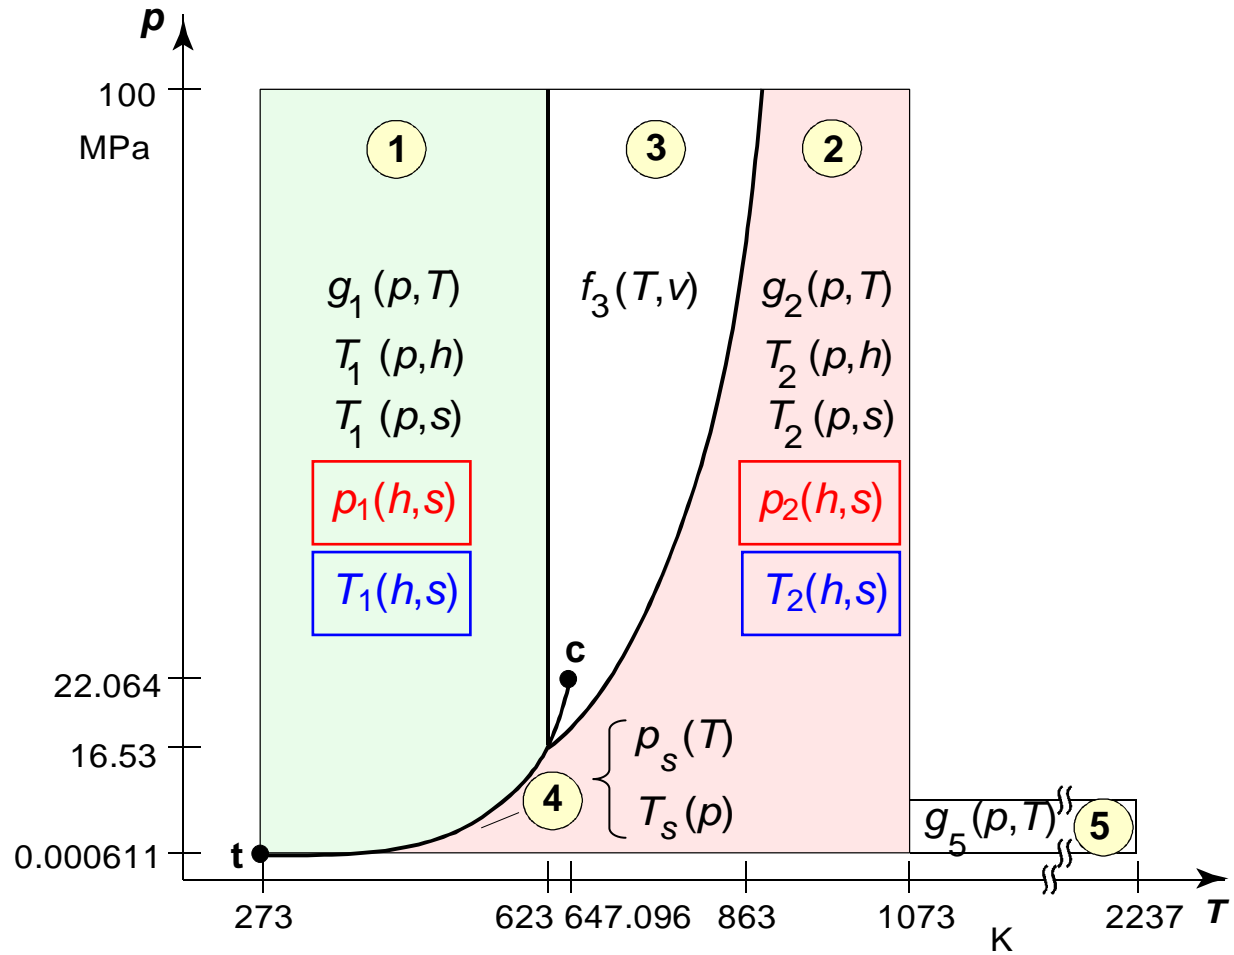 p
100
MPa
1 3 2
g1(p,T) f3(T,v) g2(p,T)
T1(p,h) T2(p,h)
T1(p,s) T2(p,s)
p1(h,s) p2(h,s)
T1(h,s) T2(h,s)
c
22.064
16.53
ps(T)
4
Ts(p)
g5(p,T) 5
t
0.000611
273 623 647.096 863 1073 2237 T
K